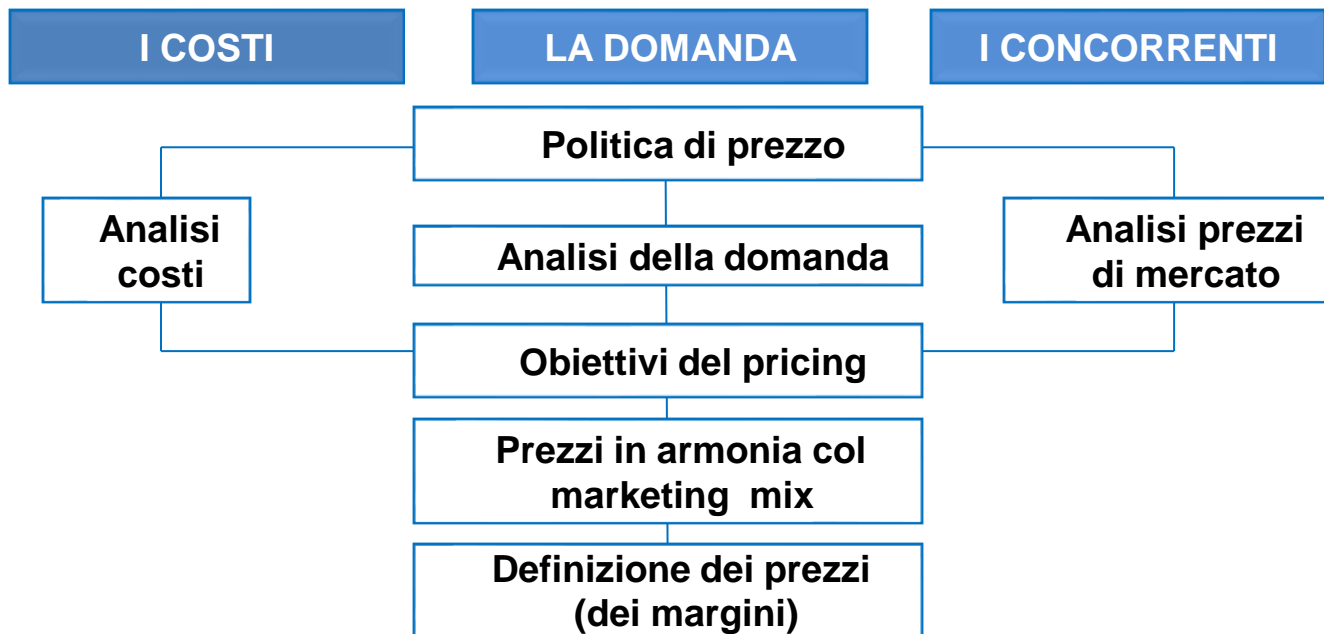 I COSTI
LA DOMANDA
I CONCORRENTI
Politica di prezzo
Analisi
costi
Analisi della domanda
Analisi prezzi
di mercato
Obiettivi del pricing
Prezzi in armonia col
marketing mix
Definizione dei prezzi
(dei margini)